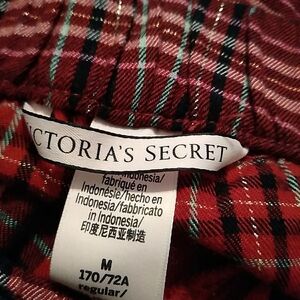 CTORIA'S SECRET
Indonesia/
fabriqué en
Indonésie/hecho en
Indonesia/fabbricato
in Indonesia/
印度尼西亚制造
M
170/72A
regular/